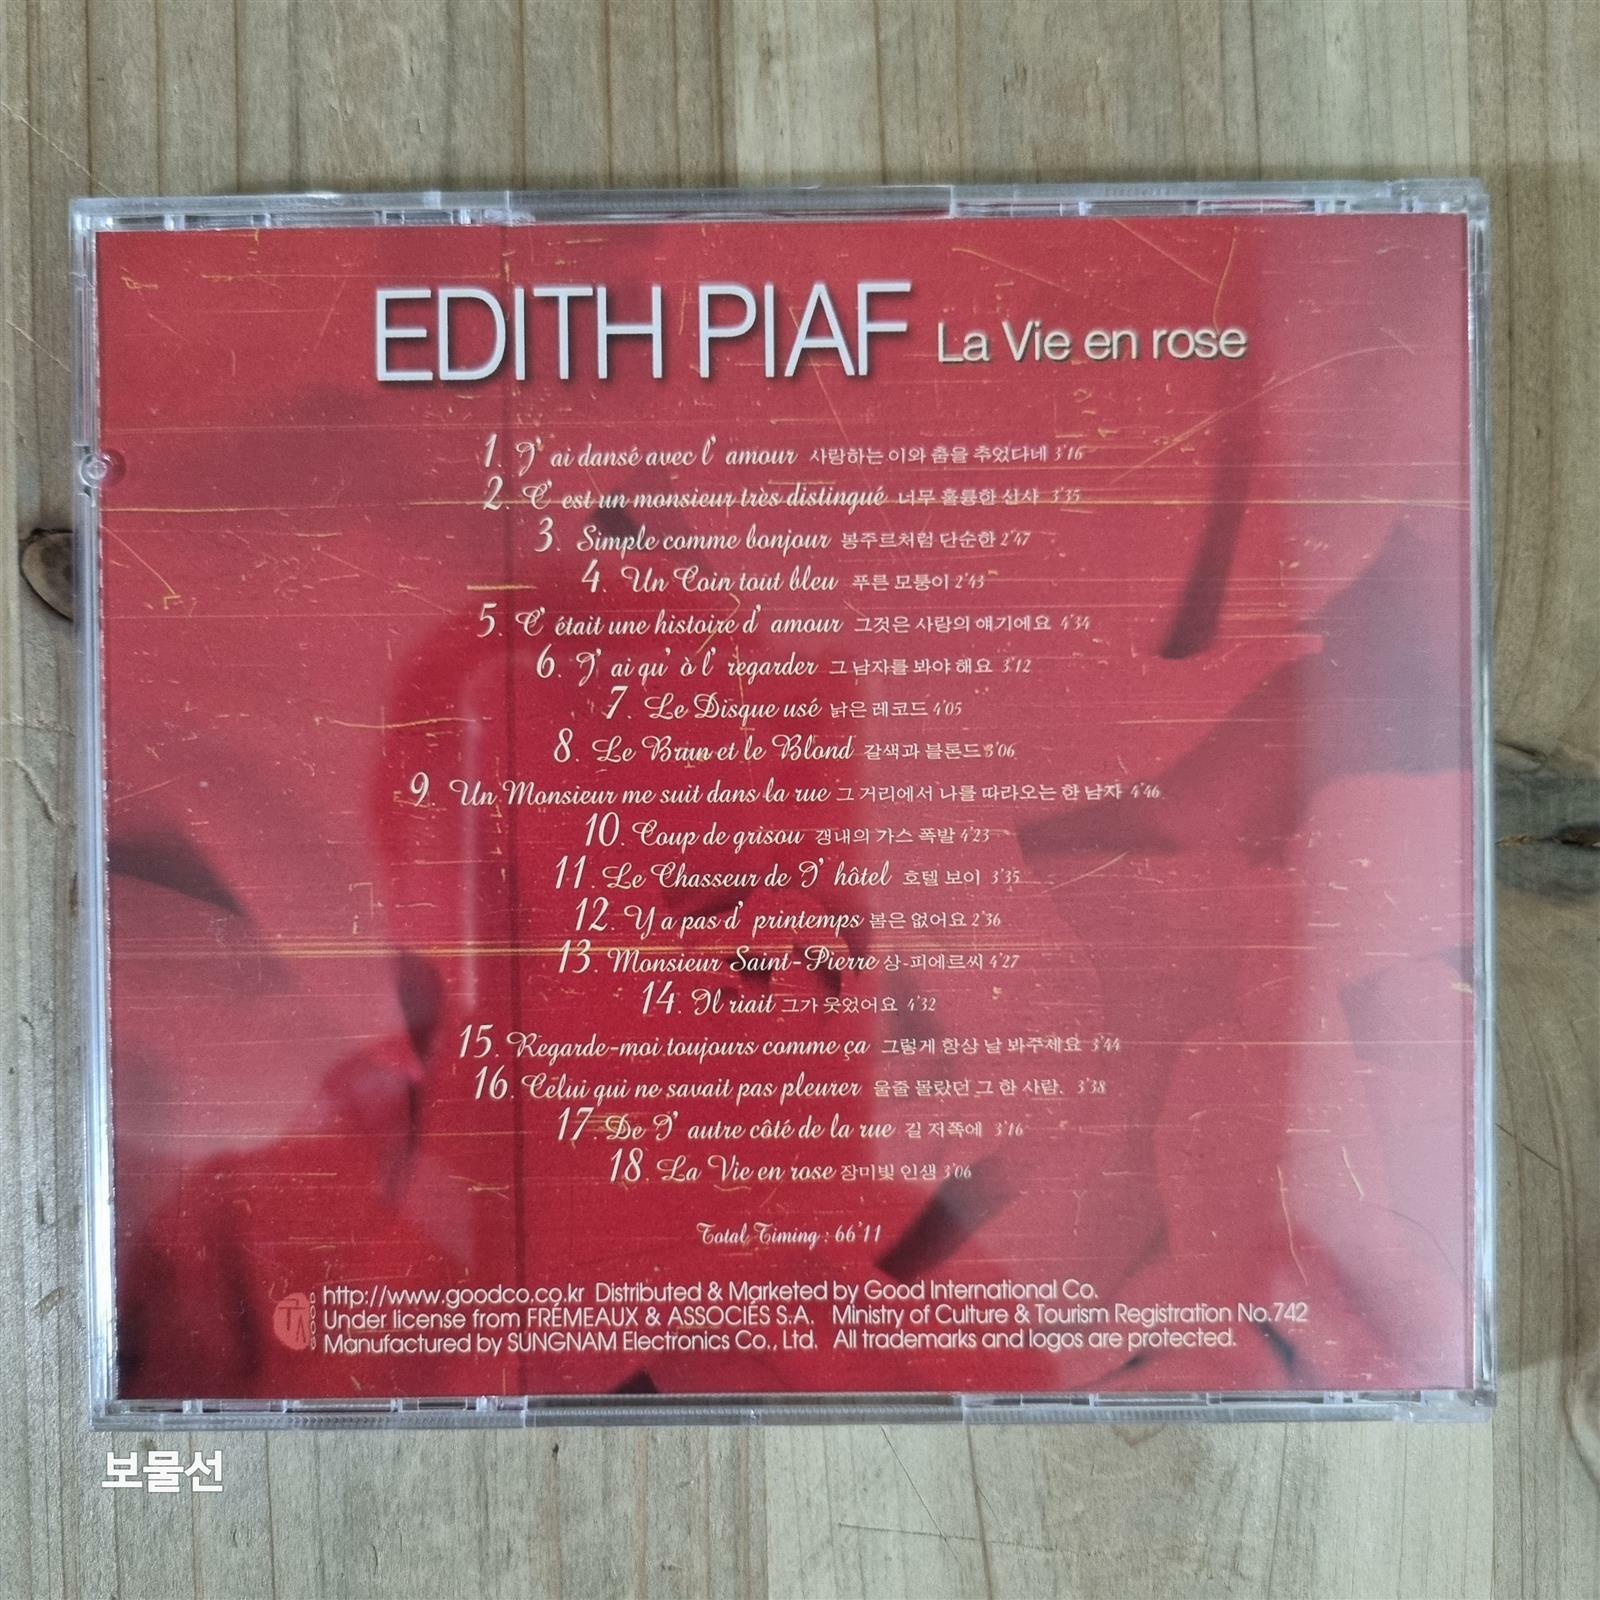 EDITH PIAF La Vie en rose
1. J' ai dansé avec l' amour 사랑하는 이와 춤을 추었다네 3'16
2. C' est un monsieur très distingué 너무 훌륭한 신사 3'35
3. Simple comme bonjour 봉주르처럼 단순한 2'47
4. Un Coin tout bleu 푸른 모퉁이 2'43
5. C' était une histoire d' amour 그것은 사랑의 얘기에요 4'34
6. J' ai qu' à l' regarder 그 남자를 봐야 해요 3'12
7. Le Disque usé 낡은 레코드 4'05
8. Le Brun et le Blond 갈색과 블론드 3'06
9 Un Monsieur me suit dans la rue 그 거리에서 나를 따라오는 한 남자 4'46
10. Coup de grisou 갱내의 가스 폭발 4'23
11. Le Chasseur de I' hôtel 호텔 보이 3'35
12. Y a pas d' printemps 봄은 없어요 2'36
13. Monsieur Saint-Pierre 상-피에르씨 4'27
14. Il riait 그가 웃었어요 4'32
15. Regarde-moi toujours comme ça 그렇게 항상 날 봐주세요 3'44
16. Celui qui ne savait pas pleurer 울줄 몰랐던 그 한 사람. 3'38
17. De I' autre côté de la rue 길 저쪽에 3'16
18. La Vie en rose 장미빛 인생 3'06
Total Timing : 66'11
http://www.goodco.co.kr Distributed & Marketed by Good International Co.
Under license from FRÉMEAUX & ASSOCIÉS S.A. Ministry of Culture & Tourism Registration No.742
Manufactured by SUNGNAM Electronics Co., Ltd. All trademarks and logos are protected.
GOOD
보물선